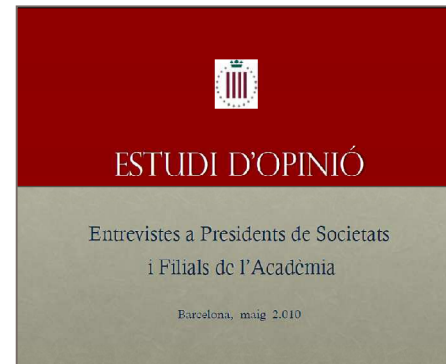 ESTUDI D'OPINIÓ
Entrevistes a Presidents de Societats
i Filials de l'Acadèmia
Barcelona, maig 2.010